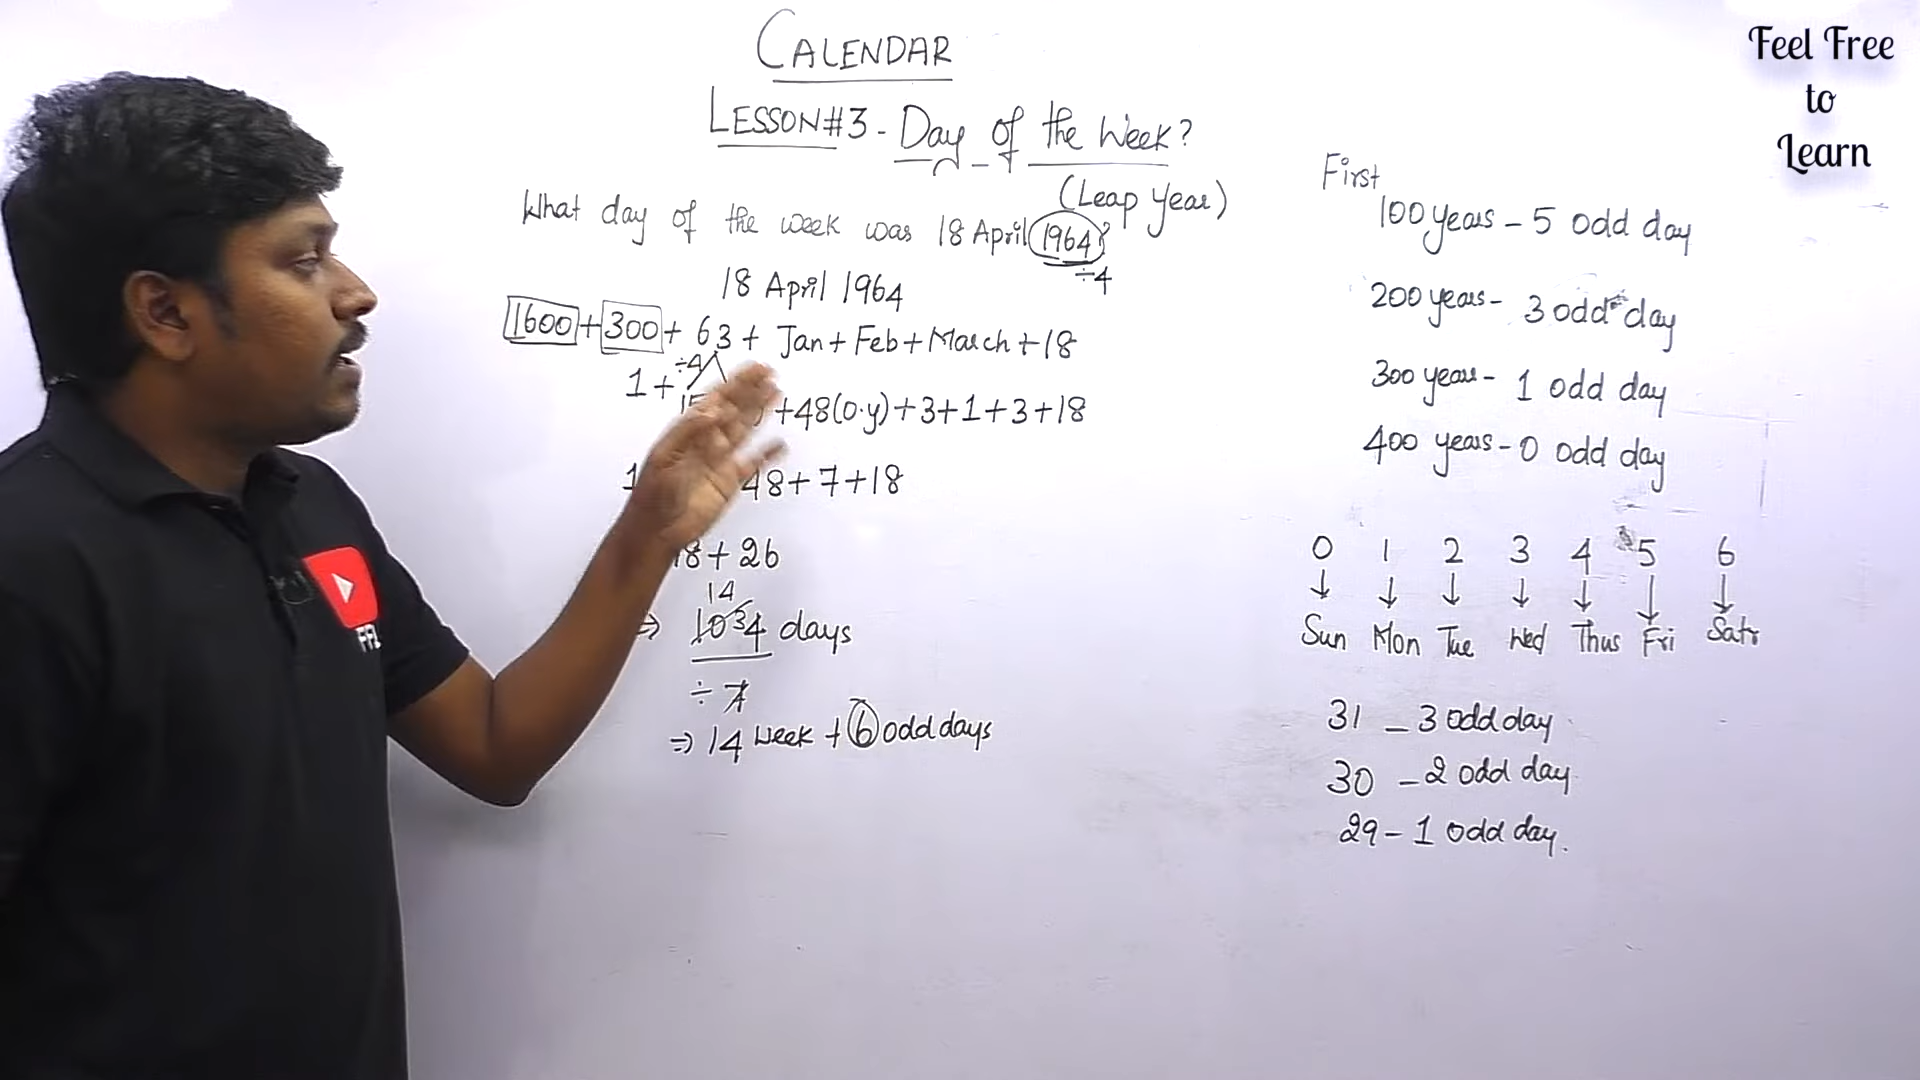 CALENDAR
LESSON#3 - Day of the Week?
(Leap Year)
What day of the week was 18 April 1964?
÷4
18 April 1964
1600+300+ 63 + Jan+Feb+March+18
÷4
1+ 15 +48(o.y)+3+1+3+18
1 48+7+18
8+26
14
⇒ 104 days
÷7
⇒ 14 week + 6 odd days
Feel Free
to
Learn
First
100 years - 5 odd day
200 years - 3 odd day
300 years - 1 odd day
400 years - 0 odd day
0 1 2 3 4 5 6
↓ ↓ ↓ ↓ ↓ ↓ ↓
Sun Mon Tue Wed Thus Fri Satr
31 - 3 odd day
30 - 2 odd day
29 - 1 odd day.